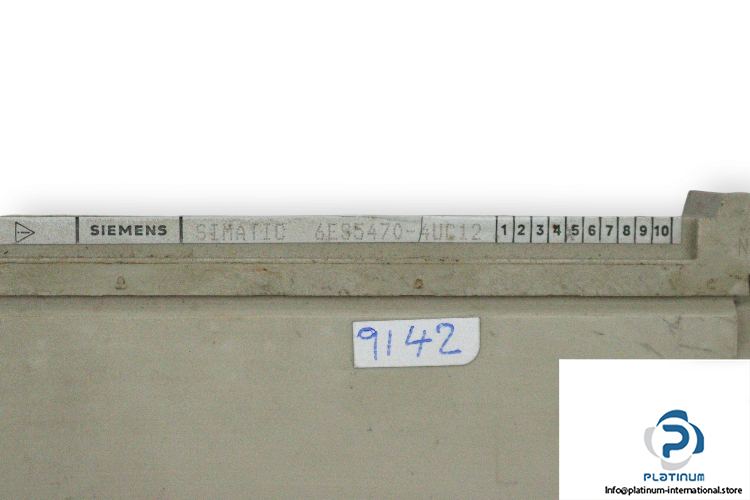 SIEMENS SIMATIC 6ES5470-4UC12 1 2 3 4 5 6 7 8 9 10
9142
PLATINUM
Info@platinum-international.store